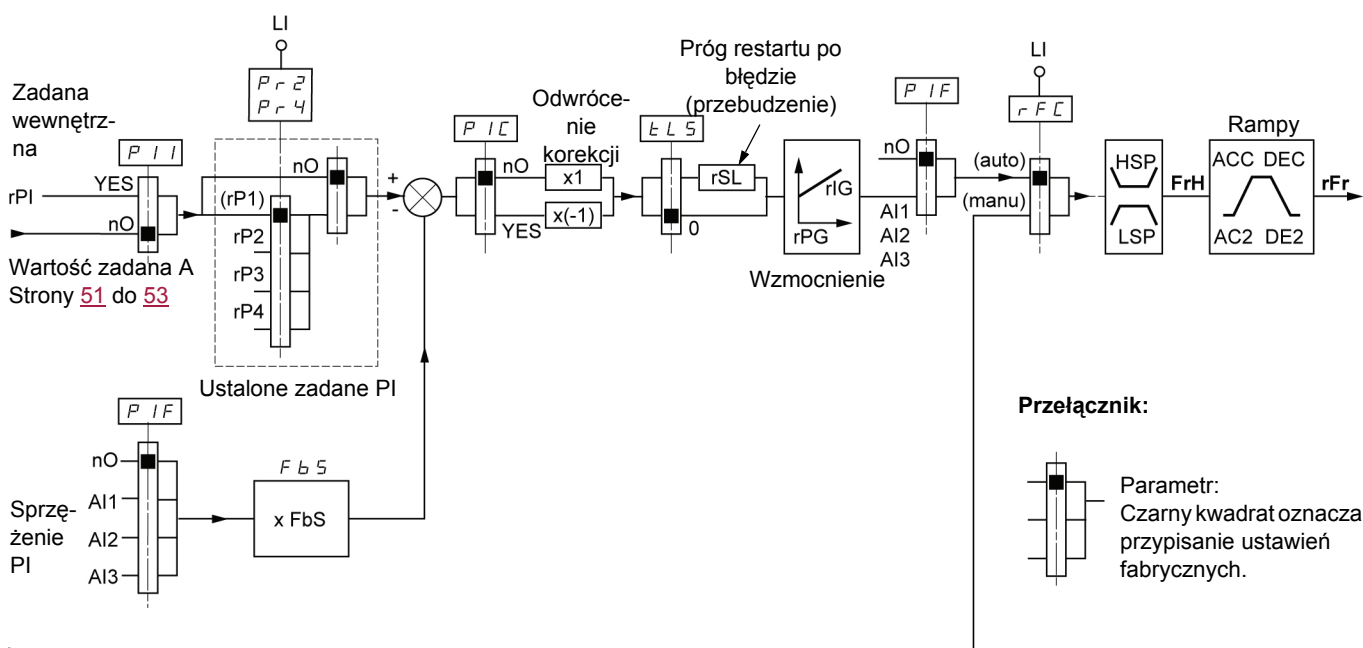 LI
Pr2
Pr4
Zadana
wewnętrz-
na
PII
rPI
YES
nO
Wartość zadana A
Strony 51 do 53
(rP1)
rP2
rP3
rP4
nO
Ustalone zadane PI
+
-
PIC
nO
YES
Odwróce-
nie
korekcji
x1
x(-1)
tLS
0
Próg restartu po
błędzie
(przebudzenie)
rSL
rIG
rPG
Wzmocnienie
PIF
nO
AI1
AI2
AI3
LI
rFC
(auto)
(manu)
HSP
LSP
FrH
Rampy
ACC DEC
AC2 DE2
rFr
PIF
Sprzę-
żenie
PI
nO
AI1
AI2
AI3
FbS
x FbS
Przełącznik:
Parametr:
Czarny kwadrat oznacza
przypisanie ustawień
fabrycznych.